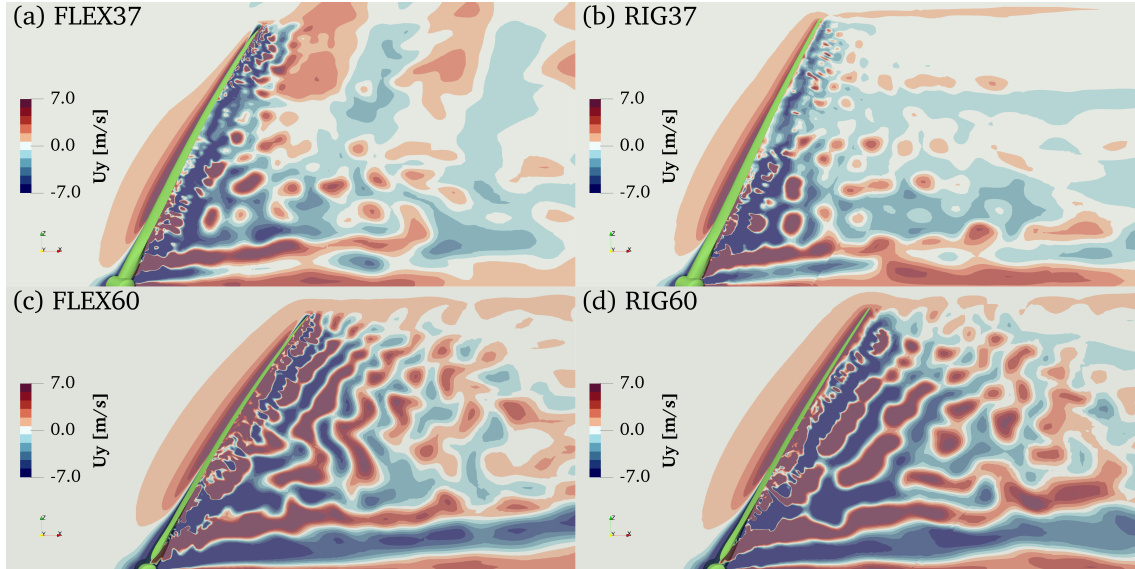 (a) FLEX37
(b) RIG37
7.0
0.0
-7.0
Uy [m/s]
7.0
0.0
-7.0
Uy [m/s]
Z
Y
X
Z
Y
X
(c) FLEX60
(d) RIG60
7.0
0.0
-7.0
Uy [m/s]
7.0
0.0
-7.0
Uy [m/s]
Z
Y
X
Z
Y
X